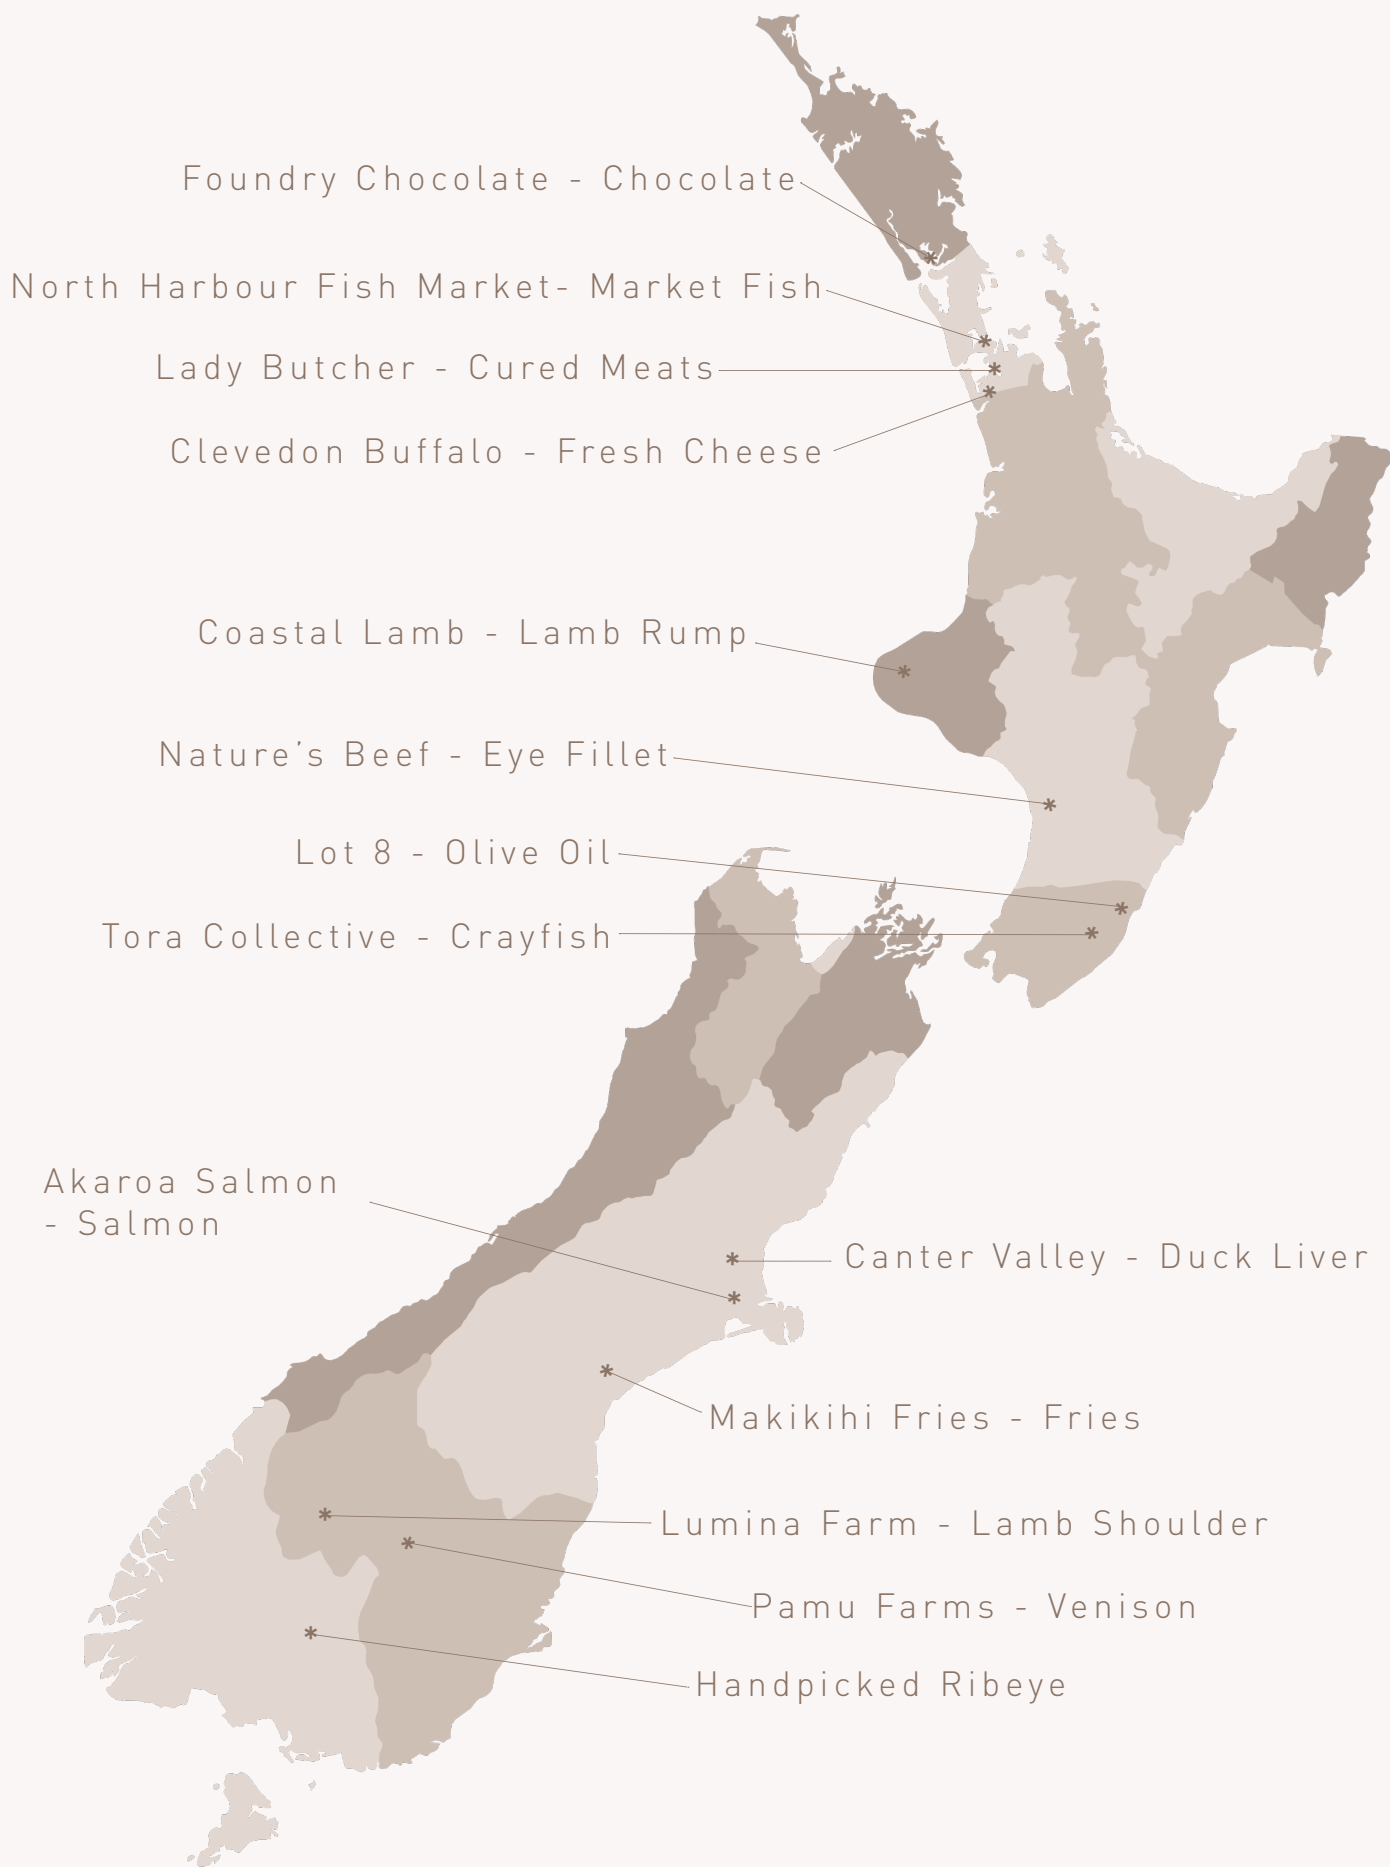 Foundry Chocolate - Chocolate
North Harbour Fish Market- Market Fish
Lady Butcher - Cured Meats
Clevedon Buffalo - Fresh Cheese
Coastal Lamb - Lamb Rump
Nature’s Beef - Eye Fillet
Lot 8 - Olive Oil
Tora Collective - Crayfish
Akaroa Salmon
- Salmon
Canter Valley - Duck Liver
Makikihi Fries - Fries
Lumina Farm - Lamb Shoulder
Pamu Farms - Venison
Handpicked Ribeye